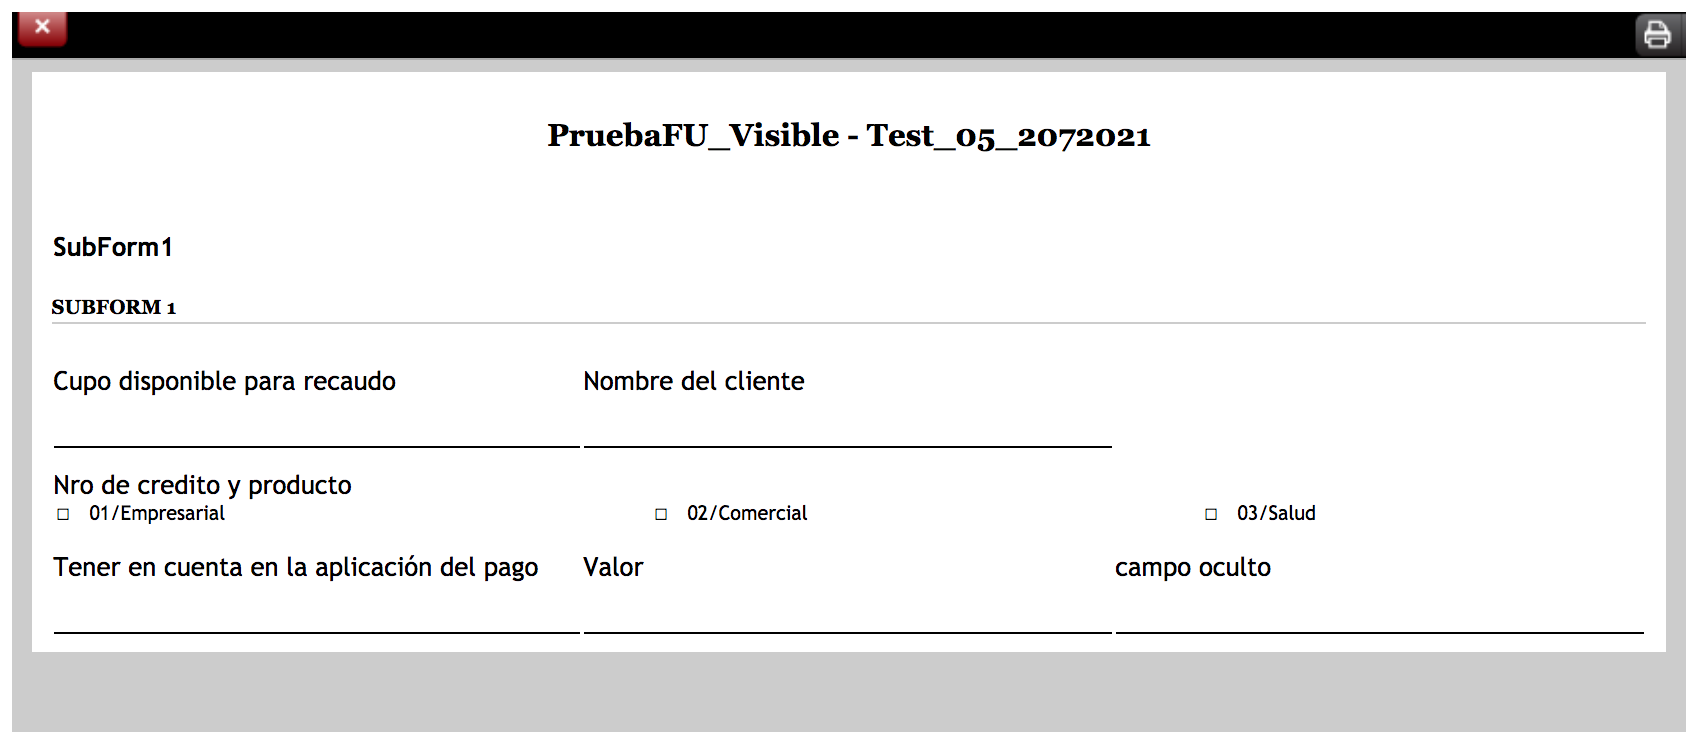 PruebaFU_Visible - Test_05_2072021
SubForm1
SUBFORM 1
Cupo disponible para recaudo Nombre del cliente
Nro de credito y producto
01/Empresarial 02/Comercial 03/Salud
Tener en cuenta en la aplicación del pago Valor campo oculto